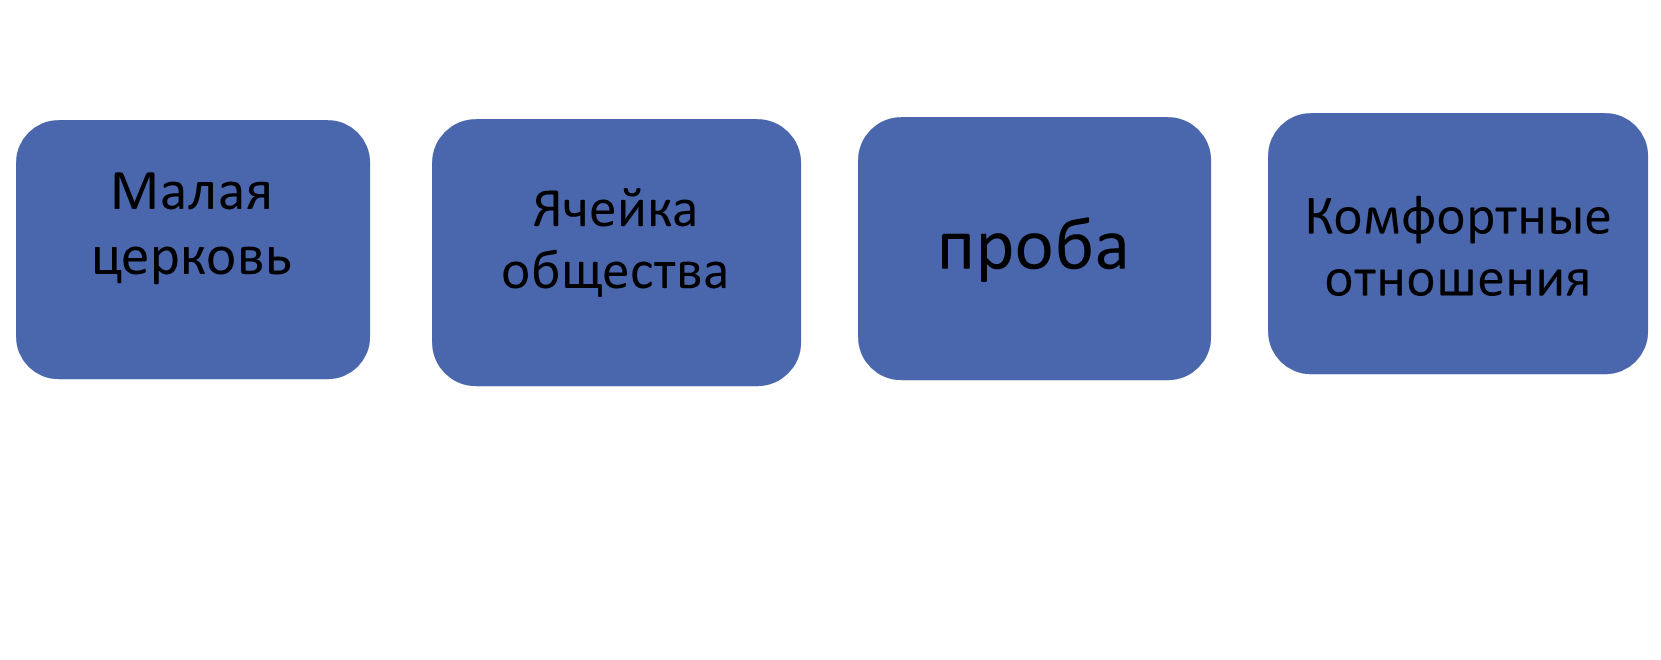 Малая
церковь
Ячейка
общества
проба
Комфортные
отношения